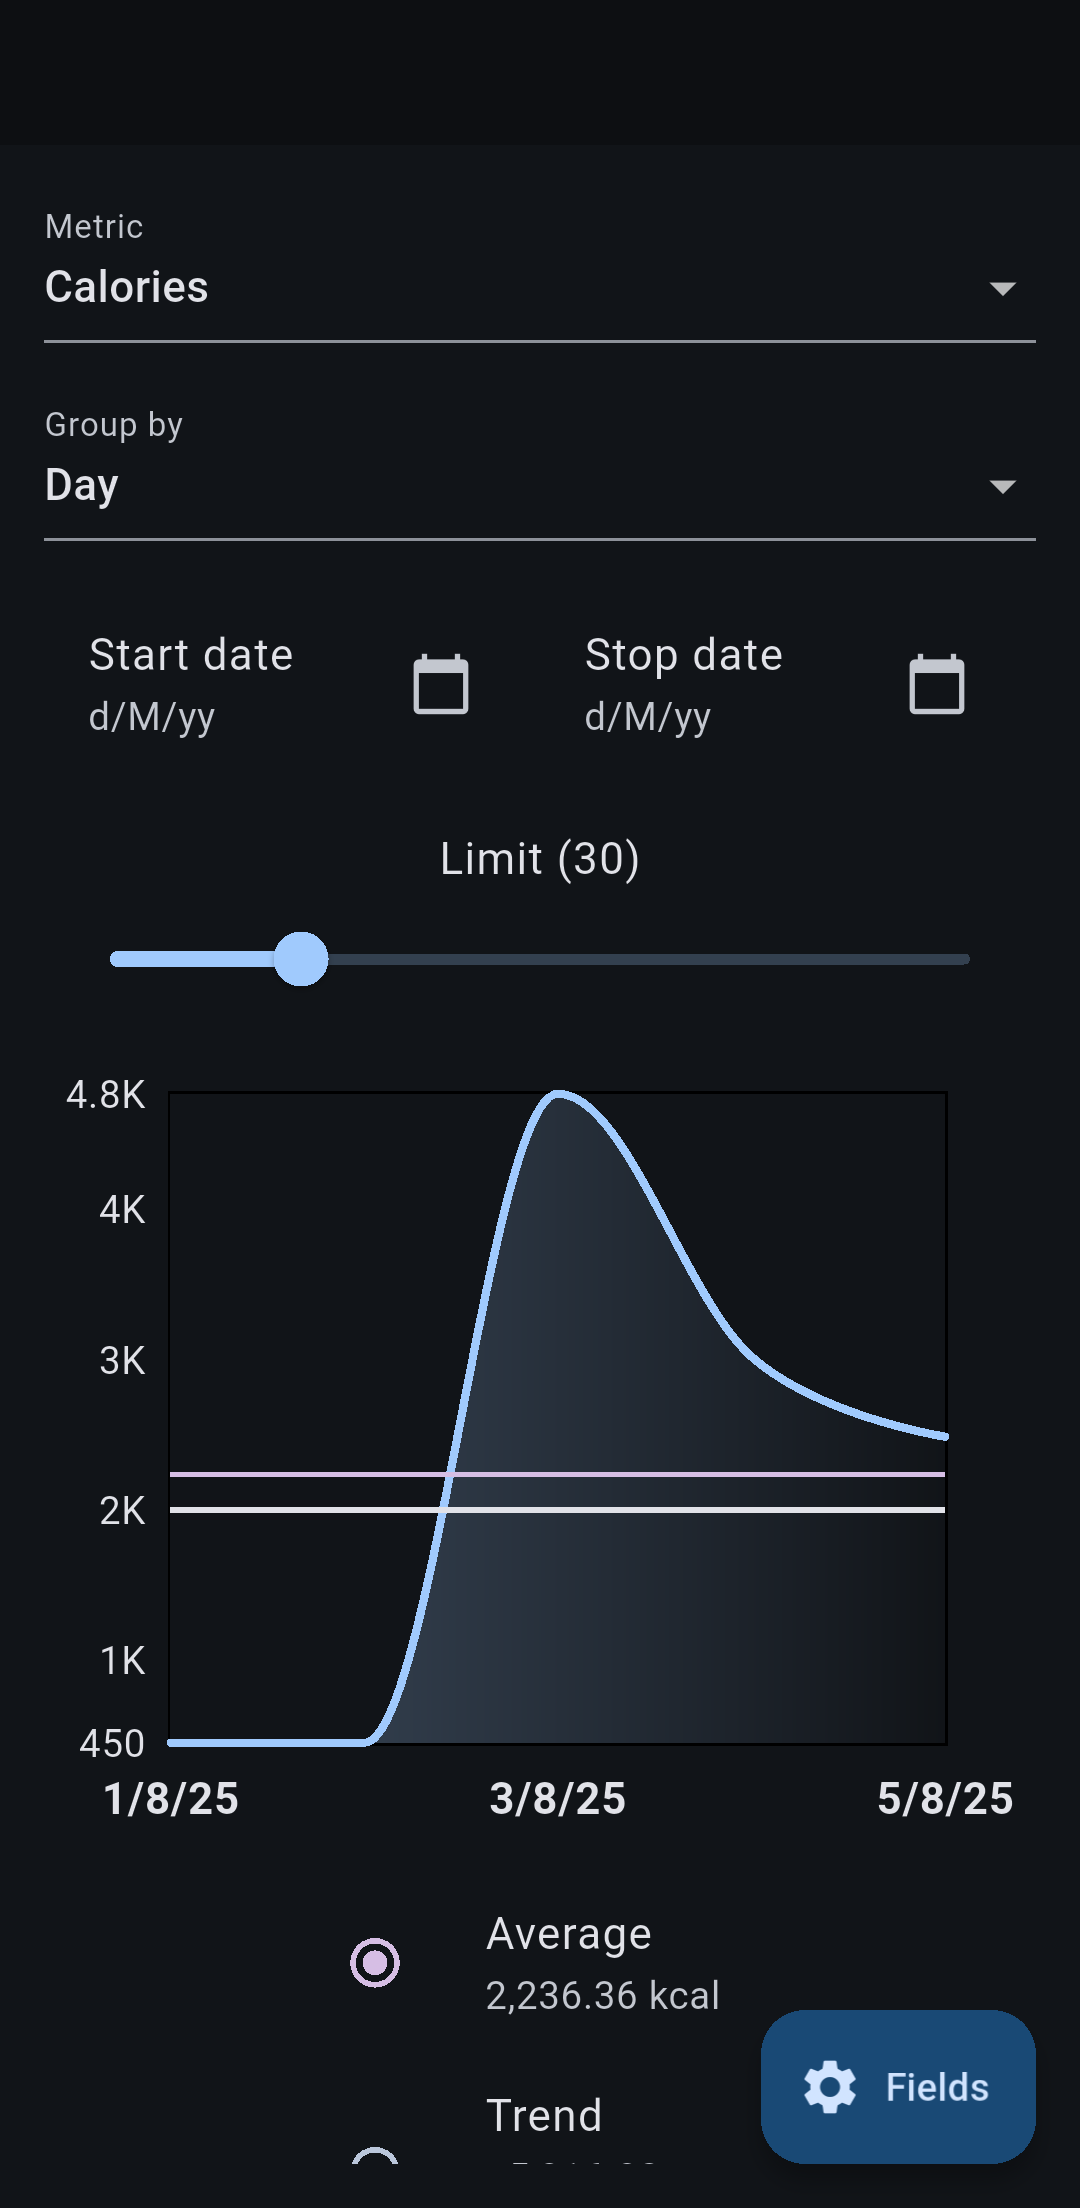 Metric
Calories
Group by
Day
Start date
d/M/yy
Stop date
d/M/yy
Limit (30)
4.8K
4K
3K
2K
1K
450
1/8/25
3/8/25
5/8/25
Average
2,236.36 kcal
Fields
Trend